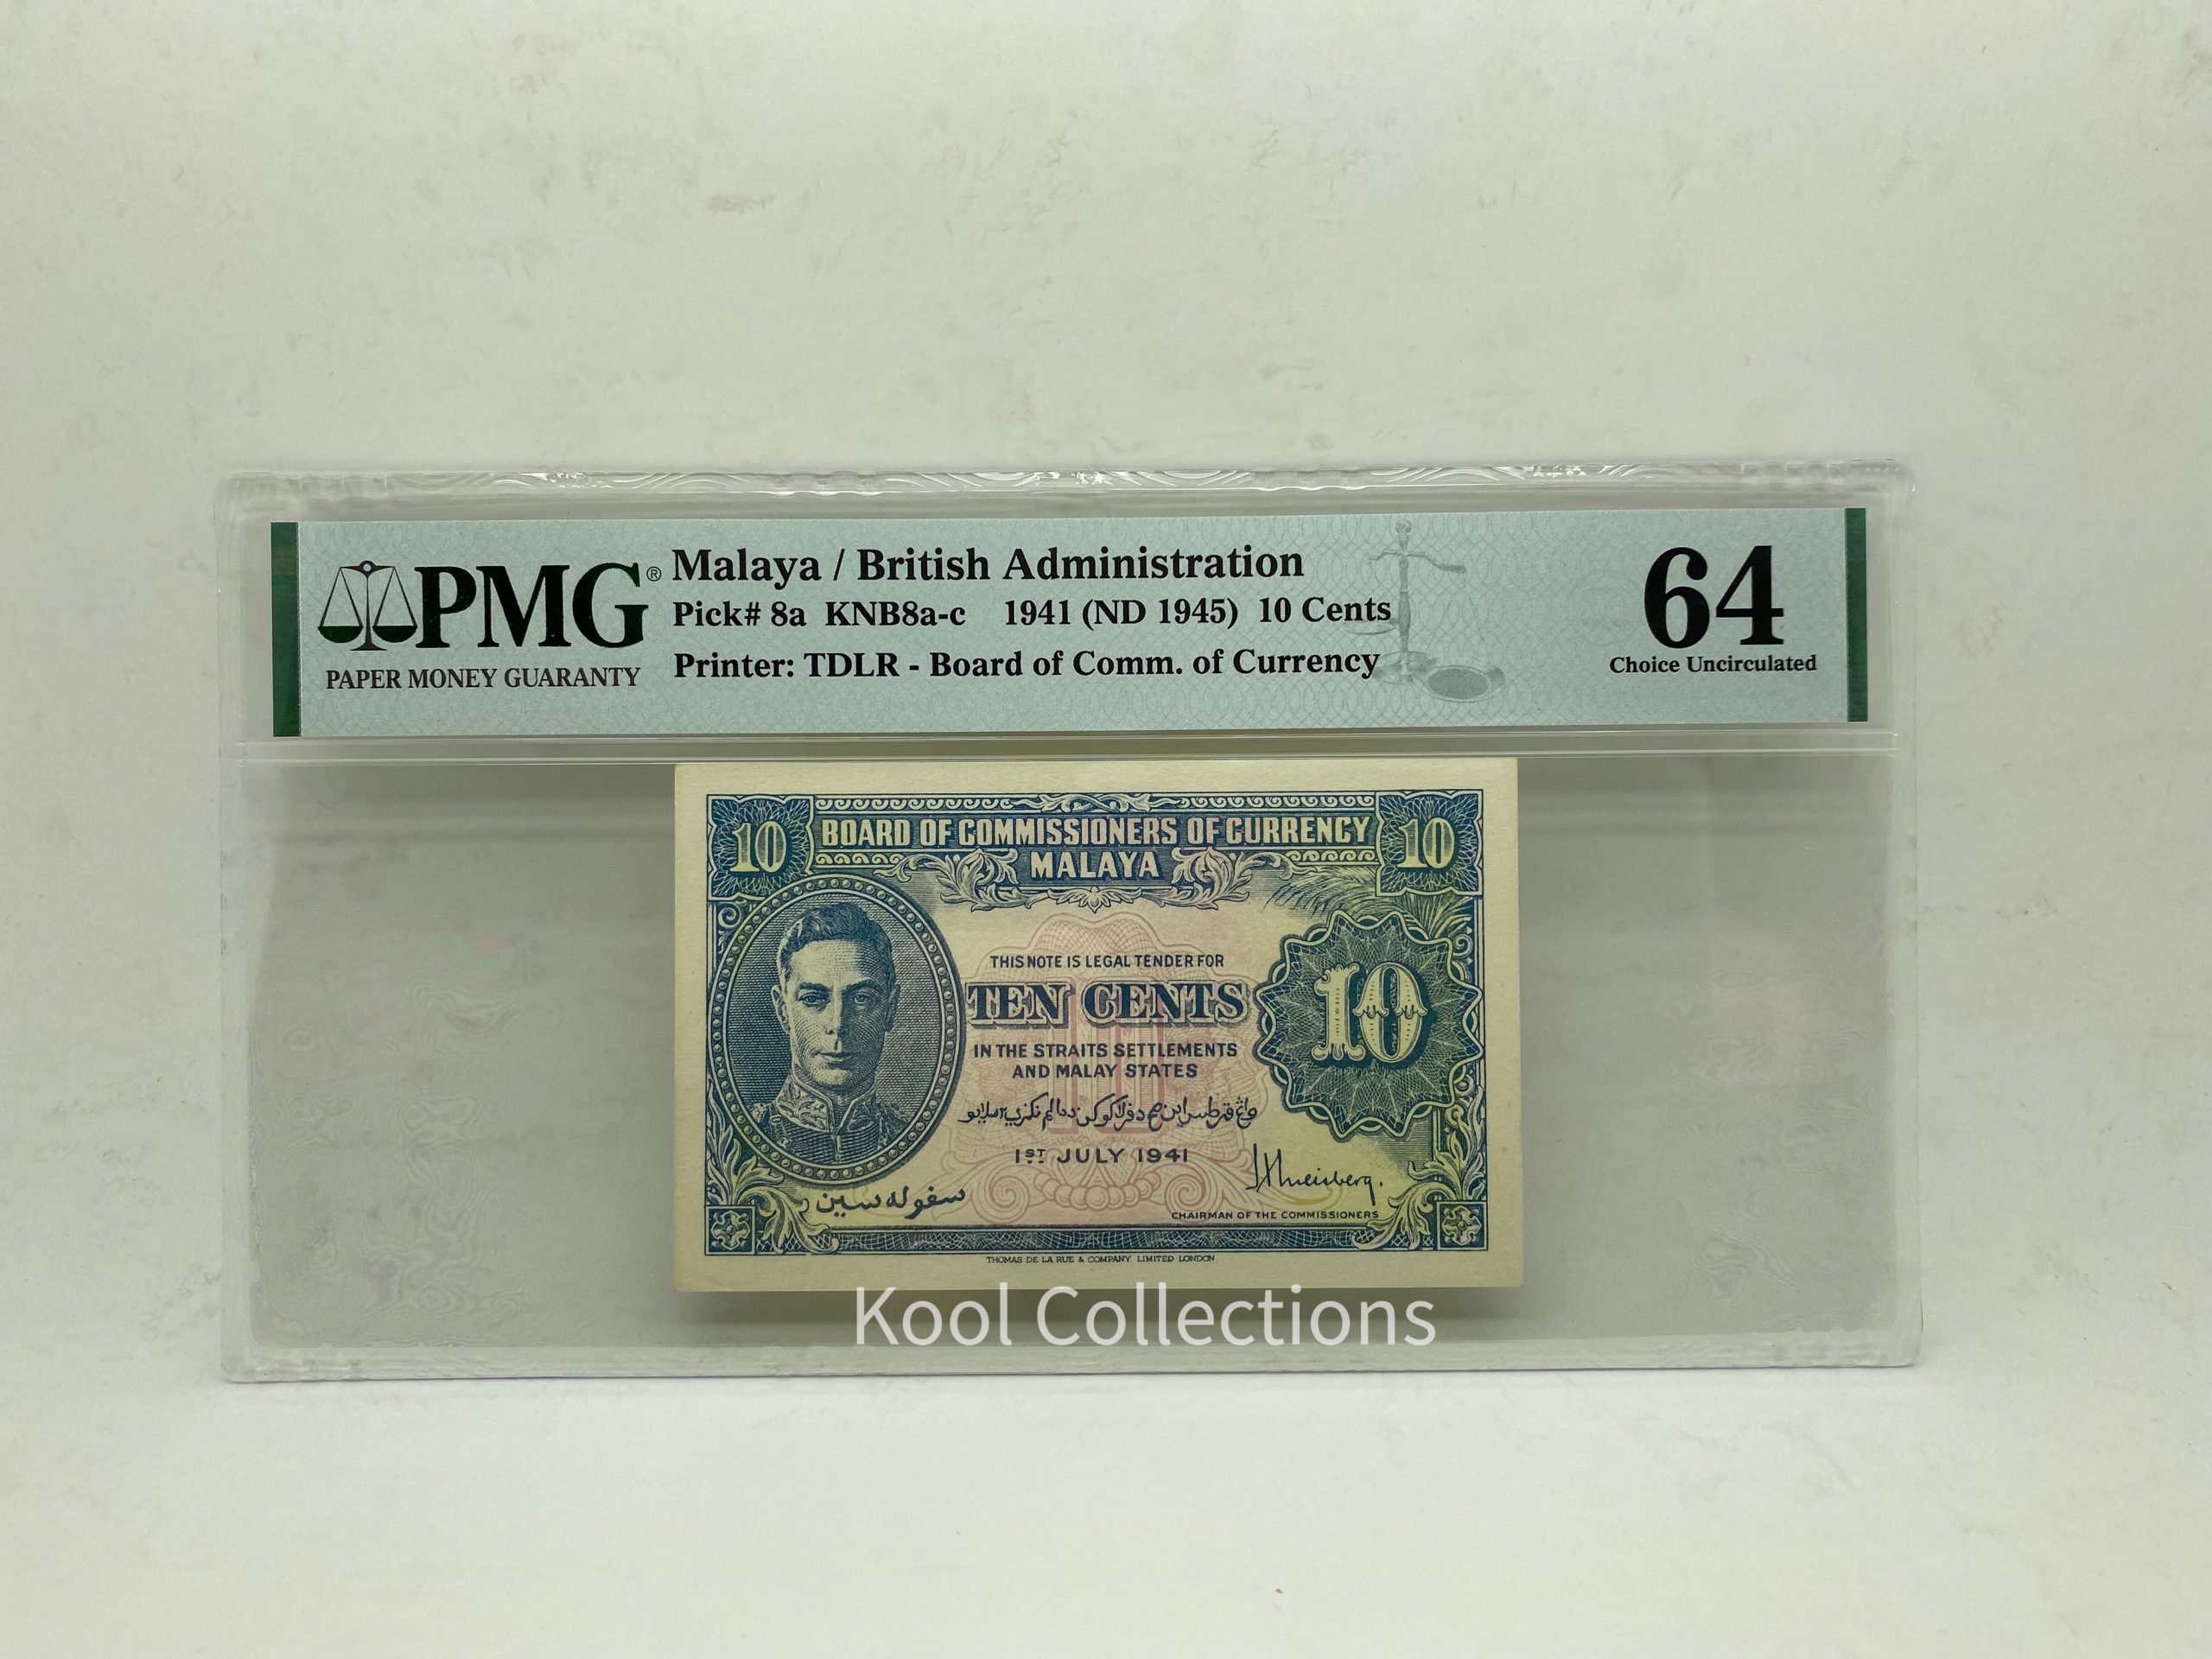 PMG®
PAPER MONEY GUARANTY
Malaya / British Administration
Pick# 8a KNB8a-c 1941 (ND 1945) 10 Cents
Printer: TDLR - Board of Comm. of Currency
64
Choice Uncirculated
10 BOARD OF COMMISSIONERS OF CURRENCY 10
MALAYA
THIS NOTE IS LEGAL TENDER FOR
TEN CENTS
10
IN THE STRAITS SETTLEMENTS
AND MALAY STATES
1ST JULY 1941
سفوله سين
CHAIRMAN OF THE COMMISSIONERS
THOMAS DE LA RUE & COMPANY LIMITED LONDON
Kool Collections